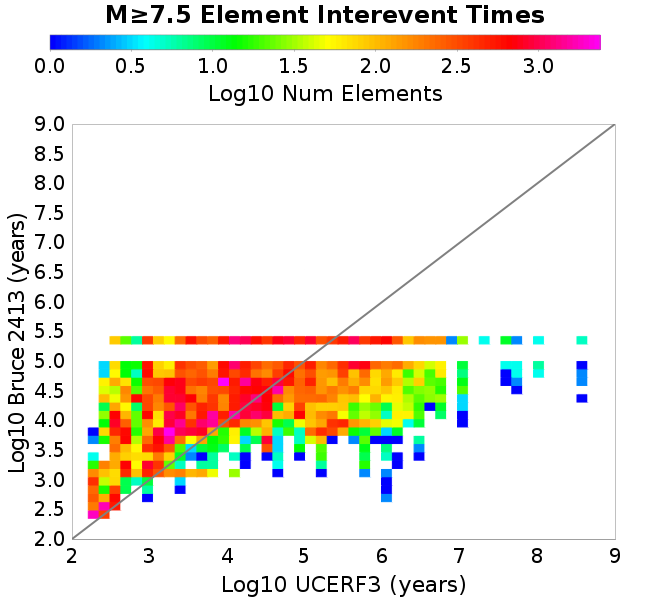 M≥7.5 Element Interevent Times
0.0 0.5 1.0 1.5 2.0 2.5 3.0
Log10 Num Elements
9.0
8.5
8.0
7.5
7.0
6.5
6.0
5.5
5.0
4.5
4.0
3.5
3.0
2.5
2.0
Log10 Bruce 2413 (years)
2 3 4 5 6 7 8 9
Log10 UCERF3 (years)